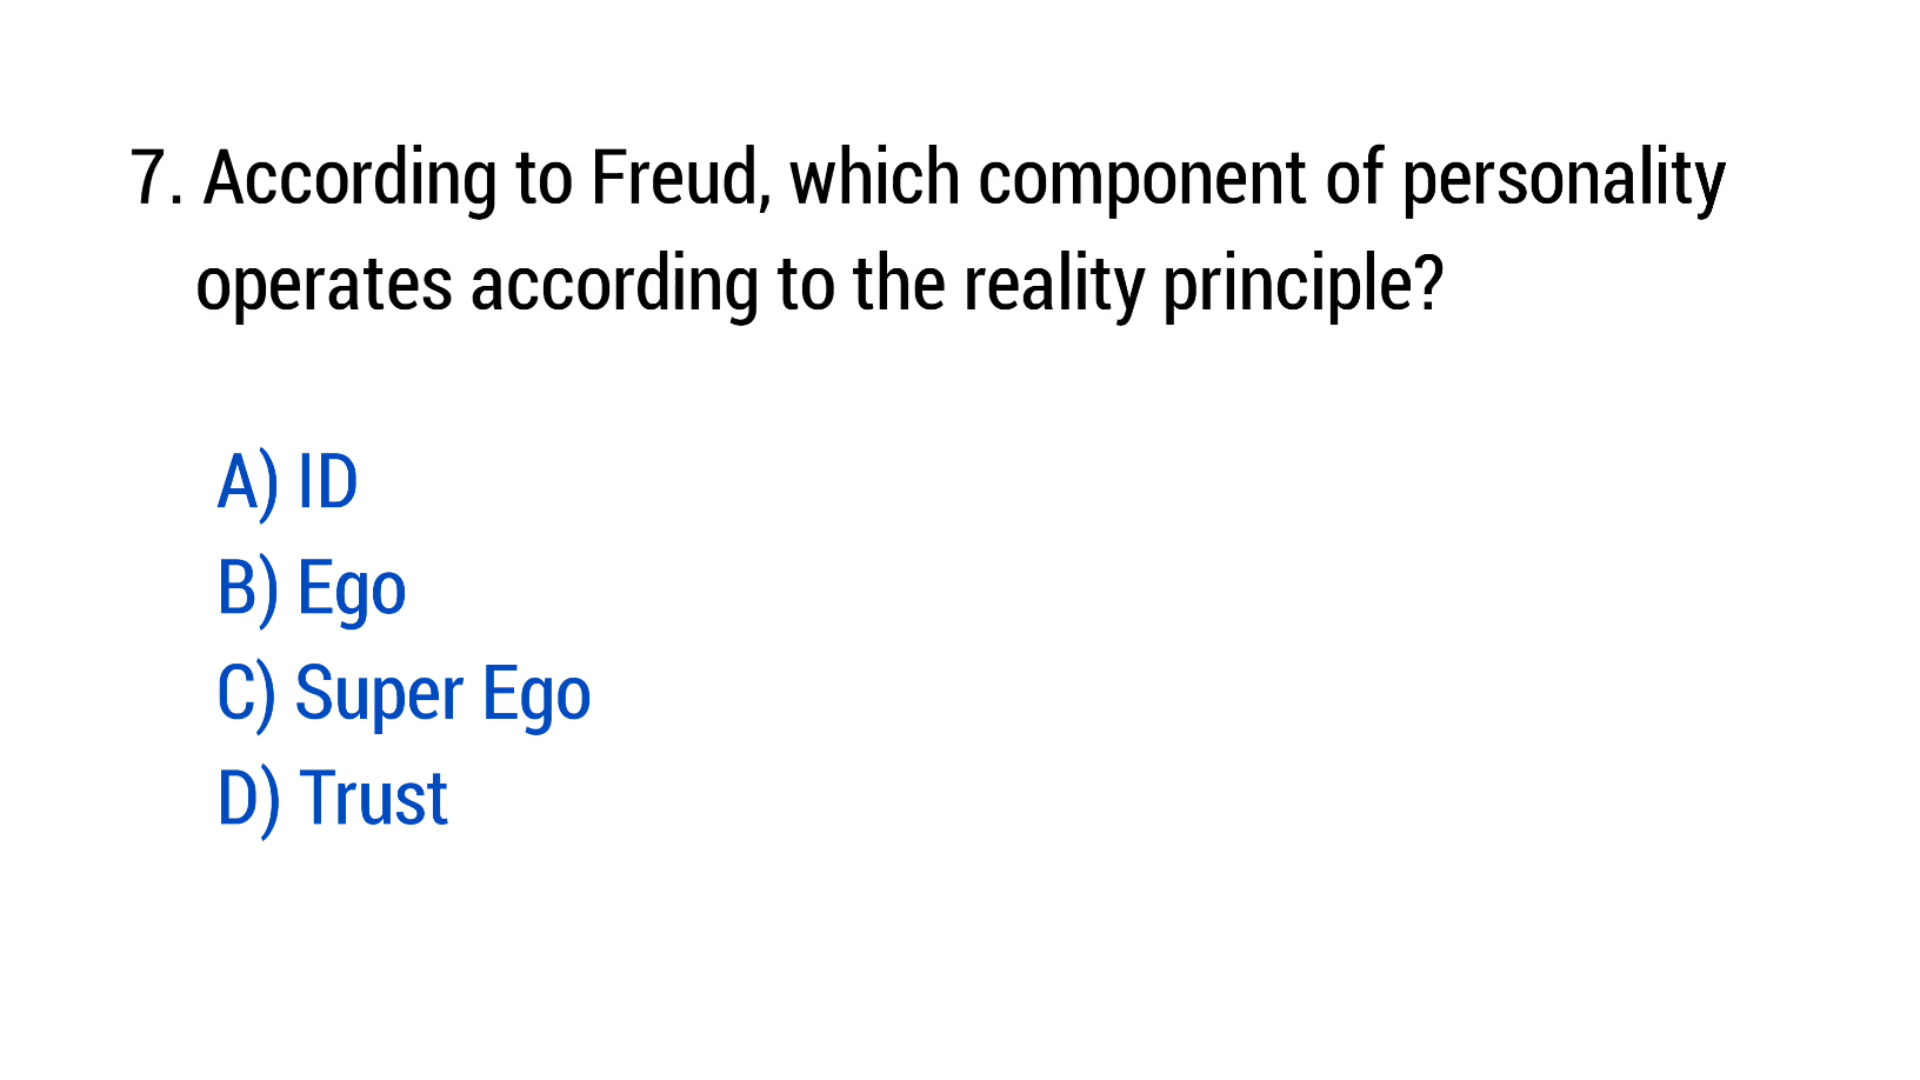 7. According to Freud, which component of personality
operates according to the reality principle?
A) ID
B) Ego
C) Super Ego
D) Trust